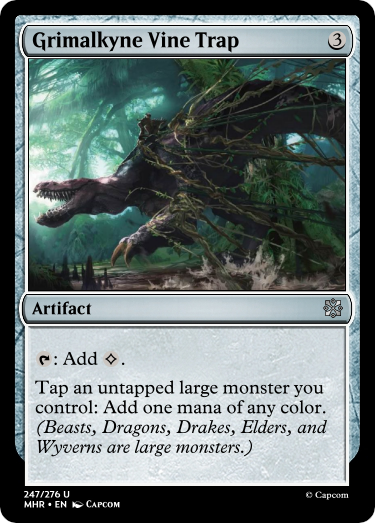 Grimalkyne Vine Trap 3
Artifact
: Add .
Tap an untapped large monster you
control: Add one mana of any color.
(Beasts, Dragons, Drakes, Elders, and
Wyverns are large monsters.)
247/276 U
MHR • EN CAPCOM
© Capcom